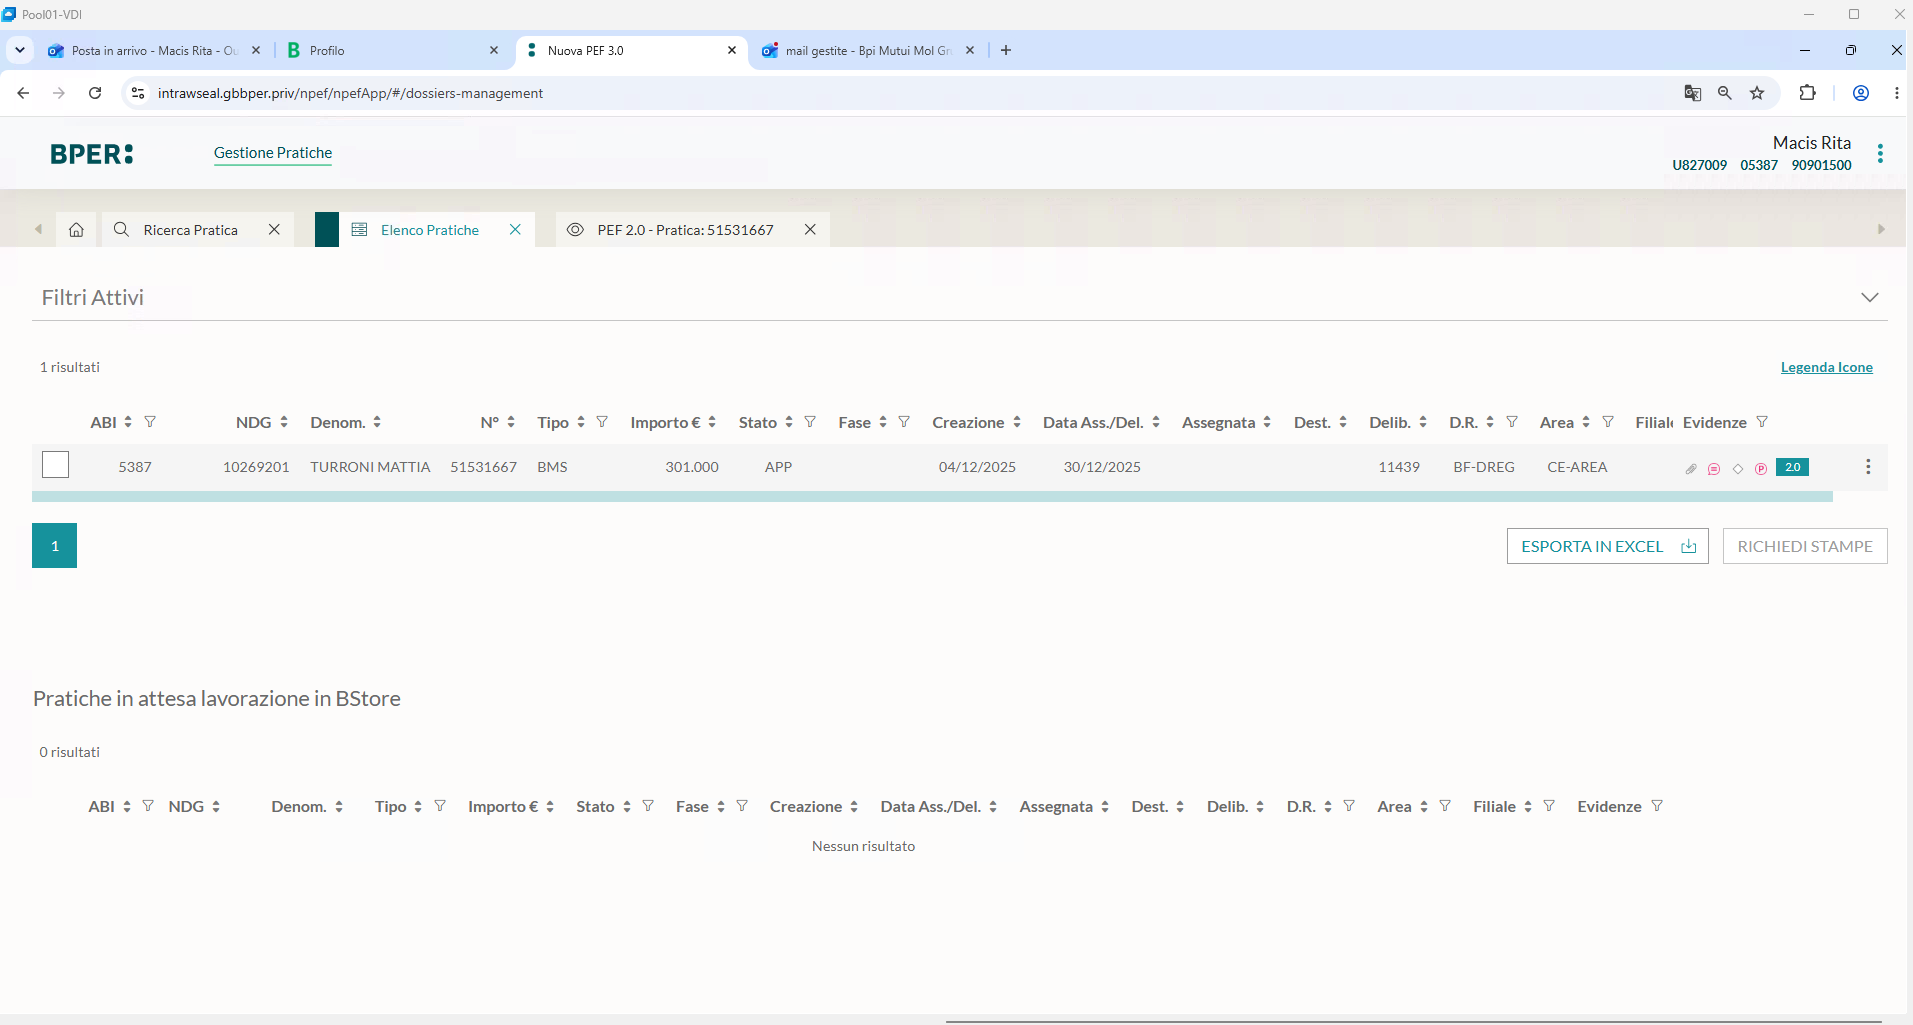 Pool01-VDI
Posta in arrivo - Macis Rita - Ou
Profilo
Nuova PEF 3.0
mail gestite - Bpi Mutui Mol Gr
intrawseal.gbbper.priv/npef/npefApp/#/dossiers-management
BPER:
Gestione Pratiche
Macis Rita
U827009 05387 90901500
Ricerca Pratica
Elenco Pratiche
PEF 2.0 - Pratica: 51531667
Filtri Attivi
1 risultati
Legenda Icone
ABI NDG Denom. N° Tipo Importo € Stato Fase Creazione Data Ass./Del. Assegnata Dest. Delib. D.R. Area Filiale Evidenze
5387 10269201 TURRONI MATTIA 51531667 BMS 301.000 APP 04/12/2025 30/12/2025 11439 BF-DREG CE-AREA P 2.0
1
ESPORTA IN EXCEL
RICHIEDI STAMPE
Pratiche in attesa lavorazione in BStore
0 risultati
ABI NDG Denom. Tipo Importo € Stato Fase Creazione Data Ass./Del. Assegnata Dest. Delib. D.R. Area Filiale Evidenze
Nessun risultato